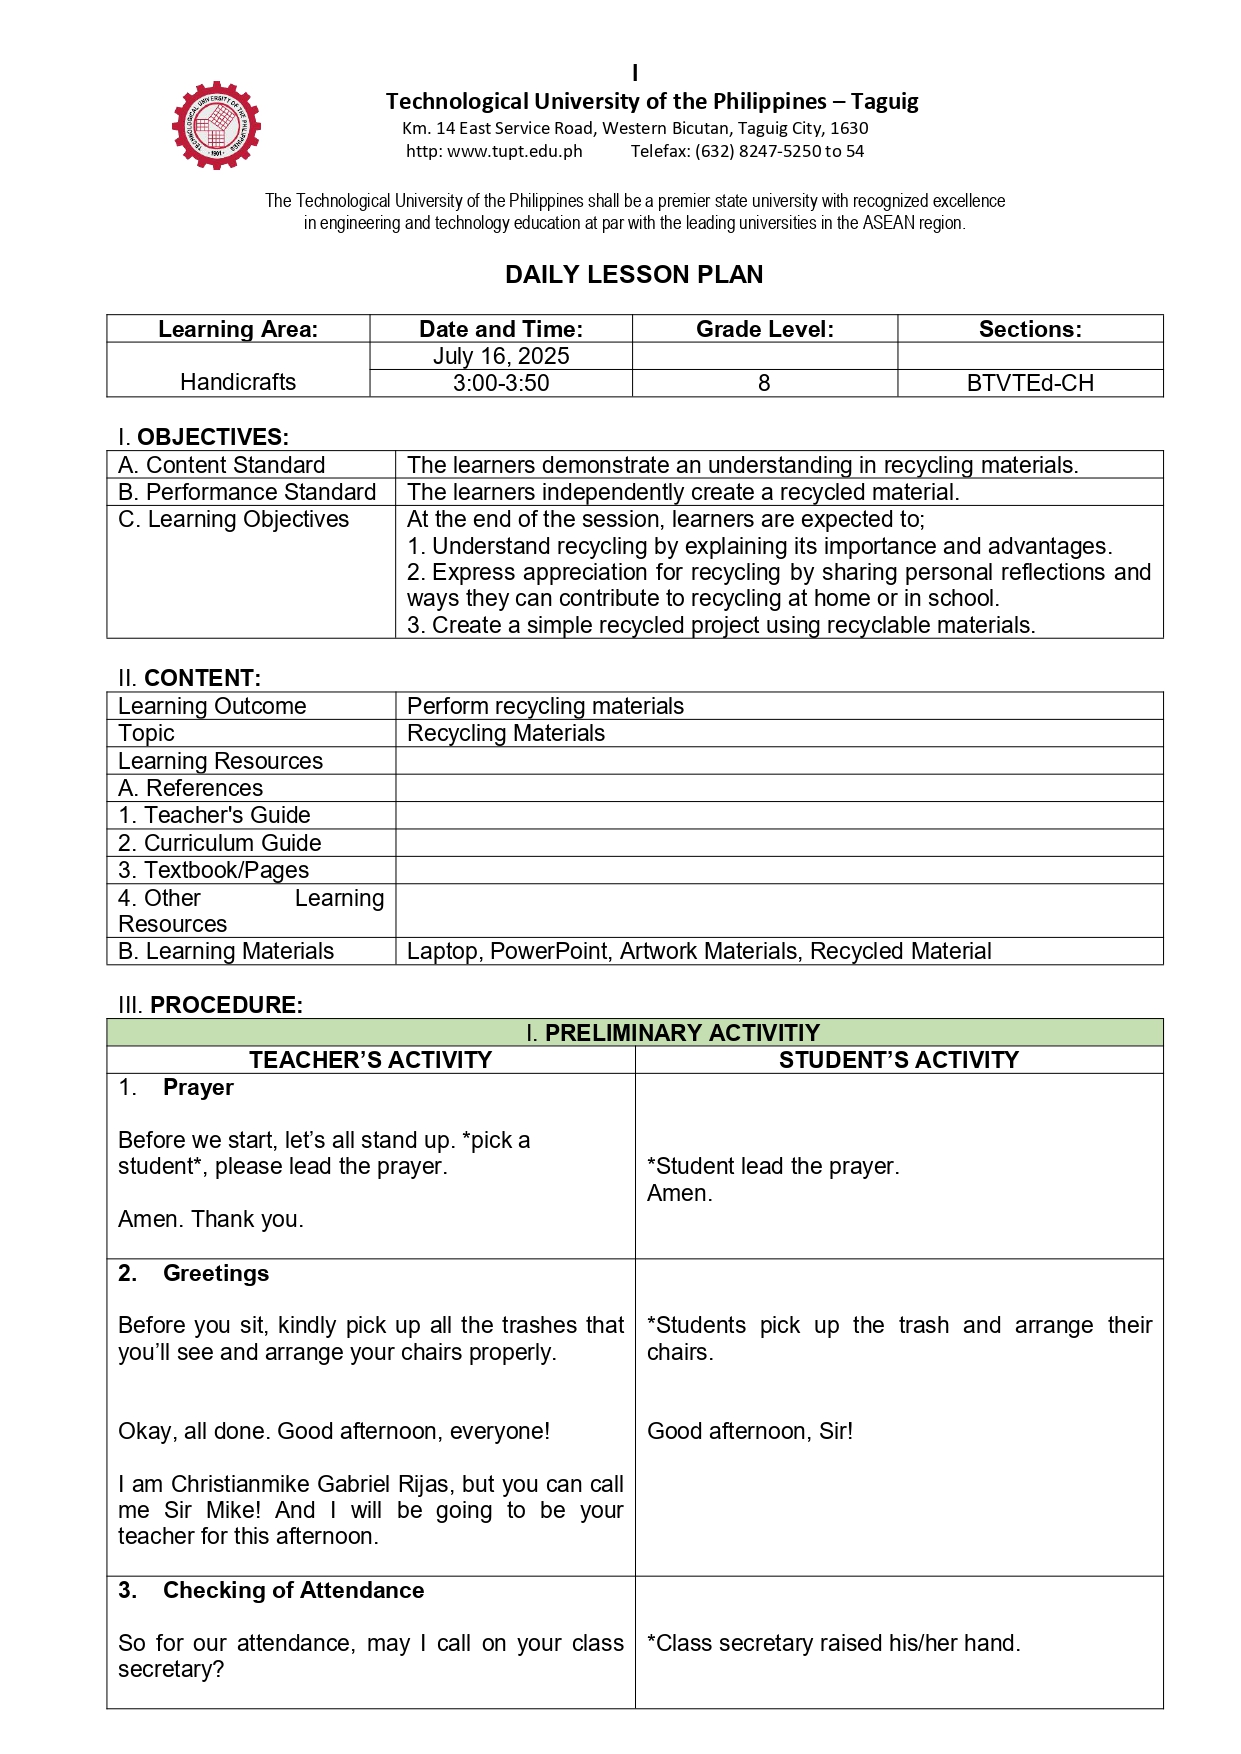 I
Technological University of the Philippines – Taguig
Km. 14 East Service Road, Western Bicutan, Taguig City, 1630
http: www.tupt.edu.ph Telefax: (632) 8247-5250 to 54
TECHNOLOGICAL UNIVERSITY OF THE PHILIPPINES
· 1901 ·
The Technological University of the Philippines shall be a premier state university with recognized excellence
in engineering and technology education at par with the leading universities in the ASEAN region.
DAILY LESSON PLAN
Learning Area: Date and Time: Grade Level: Sections:
July 16, 2025
Handicrafts 3:00-3:50 8 BTVTEd-CH
I. OBJECTIVES:
A. Content Standard The learners demonstrate an understanding in recycling materials.
B. Performance Standard The learners independently create a recycled material.
C. Learning Objectives At the end of the session, learners are expected to;
1. Understand recycling by explaining its importance and advantages.
2. Express appreciation for recycling by sharing personal reflections and
ways they can contribute to recycling at home or in school.
3. Create a simple recycled project using recyclable materials.
II. CONTENT:
Learning Outcome Perform recycling materials
Topic Recycling Materials
Learning Resources
A. References
1. Teacher's Guide
2. Curriculum Guide
3. Textbook/Pages
4. Other Learning
Resources
B. Learning Materials Laptop, PowerPoint, Artwork Materials, Recycled Material
III. PROCEDURE:
I. PRELIMINARY ACTIVITIY
TEACHER’S ACTIVITY STUDENT’S ACTIVITY
1. Prayer
Before we start, let’s all stand up. *pick a
student*, please lead the prayer.
Amen. Thank you.
*Student lead the prayer.
Amen.
2. Greetings
Before you sit, kindly pick up all the trashes that
you’ll see and arrange your chairs properly.
Okay, all done. Good afternoon, everyone!
I am Christianmike Gabriel Rijas, but you can call
me Sir Mike! And I will be going to be your
teacher for this afternoon.
*Students pick up the trash and arrange their
chairs.
Good afternoon, Sir!
3. Checking of Attendance
So for our attendance, may I call on your class
secretary?
*Class secretary raised his/her hand.